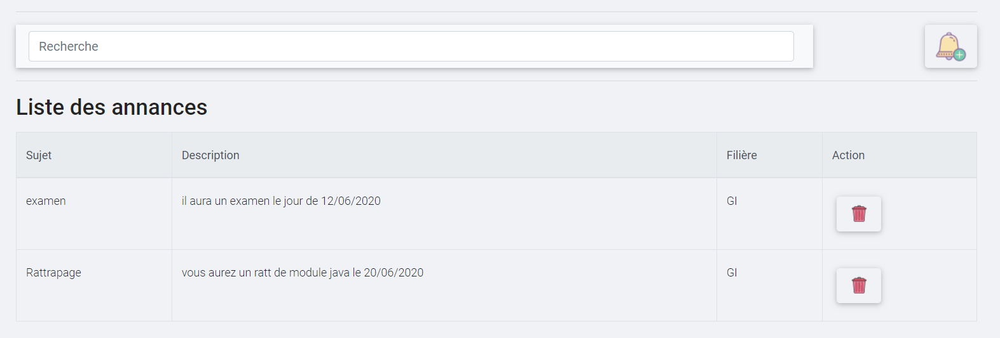 Recherche
Liste des annances
Sujet Description Filière Action
examen il aura un examen le jour de 12/06/2020 GI
Rattrapage vous aurez un ratt de module java le 20/06/2020 GI